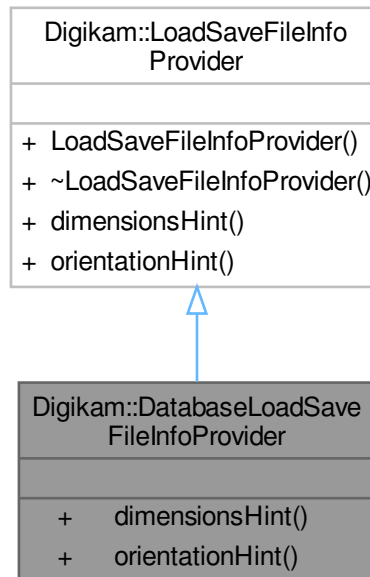 Digikam::LoadSaveFileInfo
Provider
+ LoadSaveFileInfoProvider()
+ ~LoadSaveFileInfoProvider()
+ dimensionsHint()
+ orientationHint()
Digikam::DatabaseLoadSave
FileInfoProvider
+ dimensionsHint()
+ orientationHint()